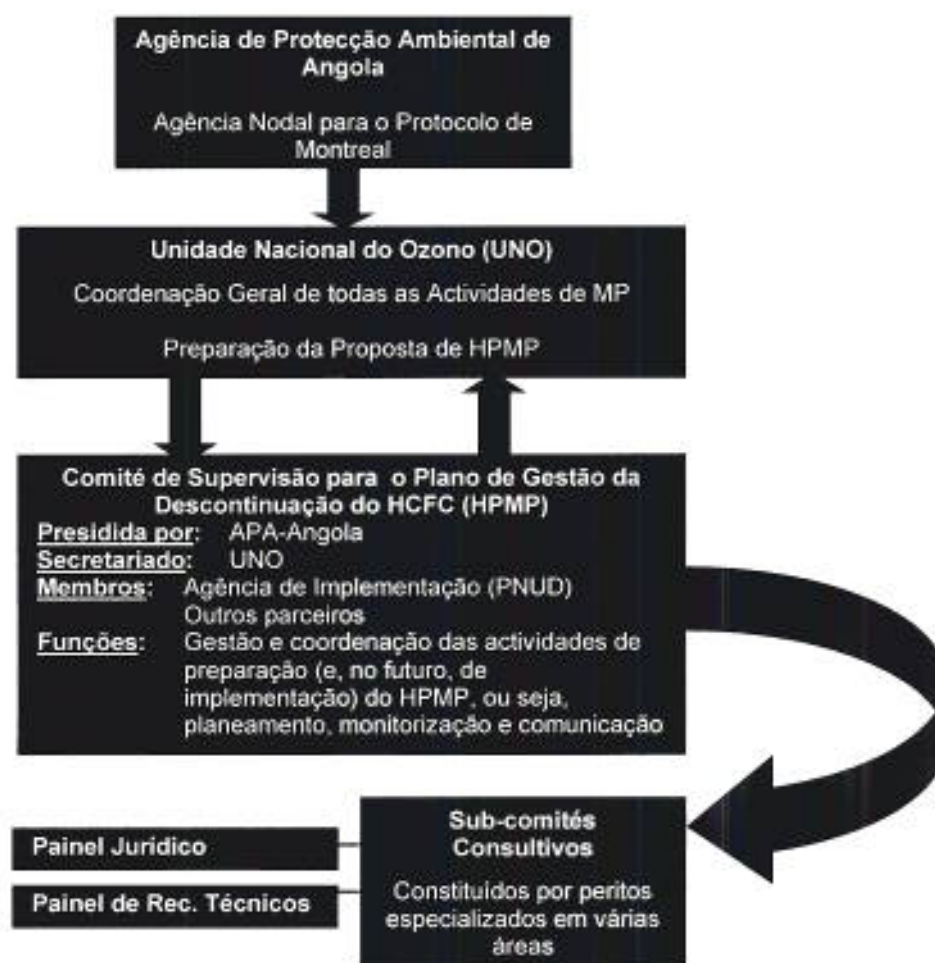 Agência de Protecção Ambiental de
Angola
Agência Nodal para o Protocolo de
Montreal
Unidade Nacional do Ozono (UNO)
Coordenação Geral de todas as Actividades de MP
Preparação da Proposta de HPMP
Comité de Supervisão para o Plano de Gestão da
Descontinuação do HCFC (HPMP)
Presidida por: APA-Angola
Secretariado: UNO
Membros: Agência de Implementação (PNUD)
Outros parceiros
Funções: Gestão e coordenação das actividades de
preparação (e, no futuro, de
implementação) do HPMP, ou seja,
planeamento, monitorização e comunicação
Sub-comités
Consultivos
Constituídos por peritos
especializados em várias
áreas
Painel Jurídico
Painel de Rec. Técnicos